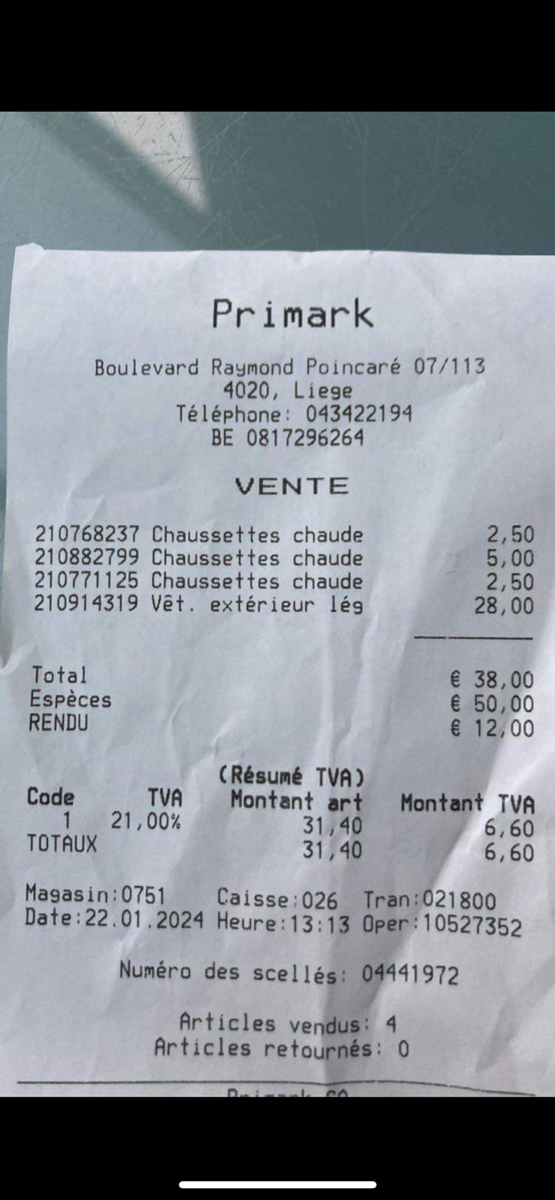 Primark
Boulevard Raymond Poincaré 07/113
4020, Liege
Téléphone: 043422194
BE 0817296264
VENTE
210768237 Chaussettes chaude 2,50
210882799 Chaussettes chaude 5,00
210771125 Chaussettes chaude 2,50
210914319 Vêt. extérieur lég 28,00
Total € 38,00
Espèces € 50,00
RENDU € 12,00
(Résumé TVA)
Code TVA Montant art Montant TVA
1 21,00% 31,40 6,60
TOTAUX 31,40 6,60
Magasin:0751 Caisse:026 Tran:021800
Date:22.01.2024 Heure:13:13 Oper:10527352
Numéro des scellés: 04441972
Articles vendus: 4
Articles retournés: 0